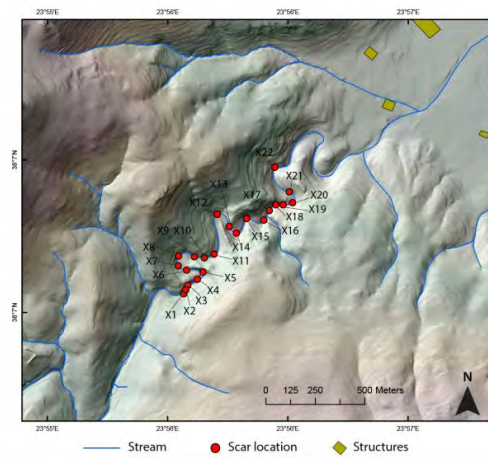 23°55'E 23°56'E 23°56'E 23°57'E
38°7'N
38°7'N
X22
X21
X13
X17
X20
X12
X19
X18
X9 X10
X14 X15 X16
X8
X11
X7
X6
X5
X4
X3
X1 X2
0 125 250 500 Meters
N
23°55'E 23°56'E 23°56'E 23°57'E
Stream Scar location Structures